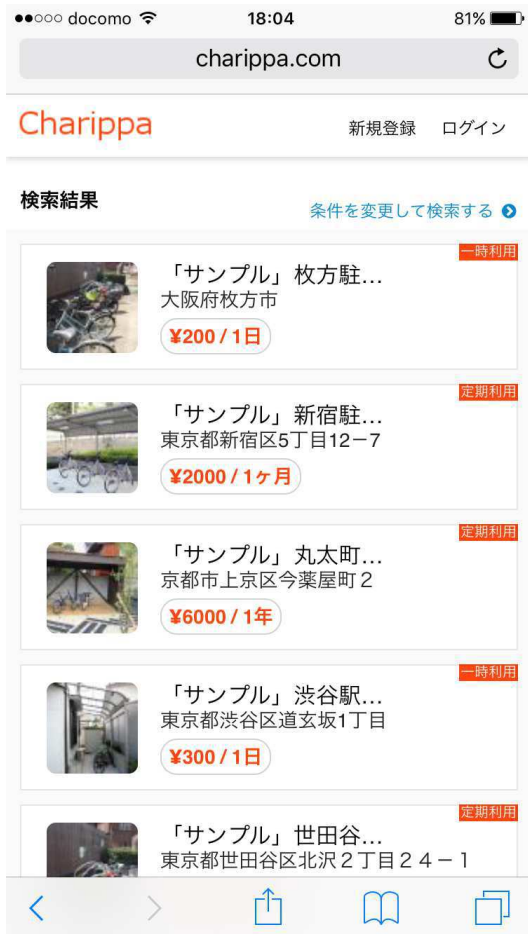 docomo 18:04 81%
charippa.com
Charippa 新規登録 ログイン
検索結果 条件を変更して検索する
一時利用
「サンプル」枚方駐...
大阪府枚方市
¥200 / 1日
定期利用
「サンプル」新宿駐...
東京都新宿区5丁目12−7
¥2000 / 1ヶ月
定期利用
「サンプル」丸太町...
京都市上京区今薬屋町２
¥6000 / 1年
一時利用
「サンプル」渋谷駅...
東京都渋谷区道玄坂1丁目
¥300 / 1日
定期利用
「サンプル」世田谷...
東京都世田谷区北沢２丁目２４−１